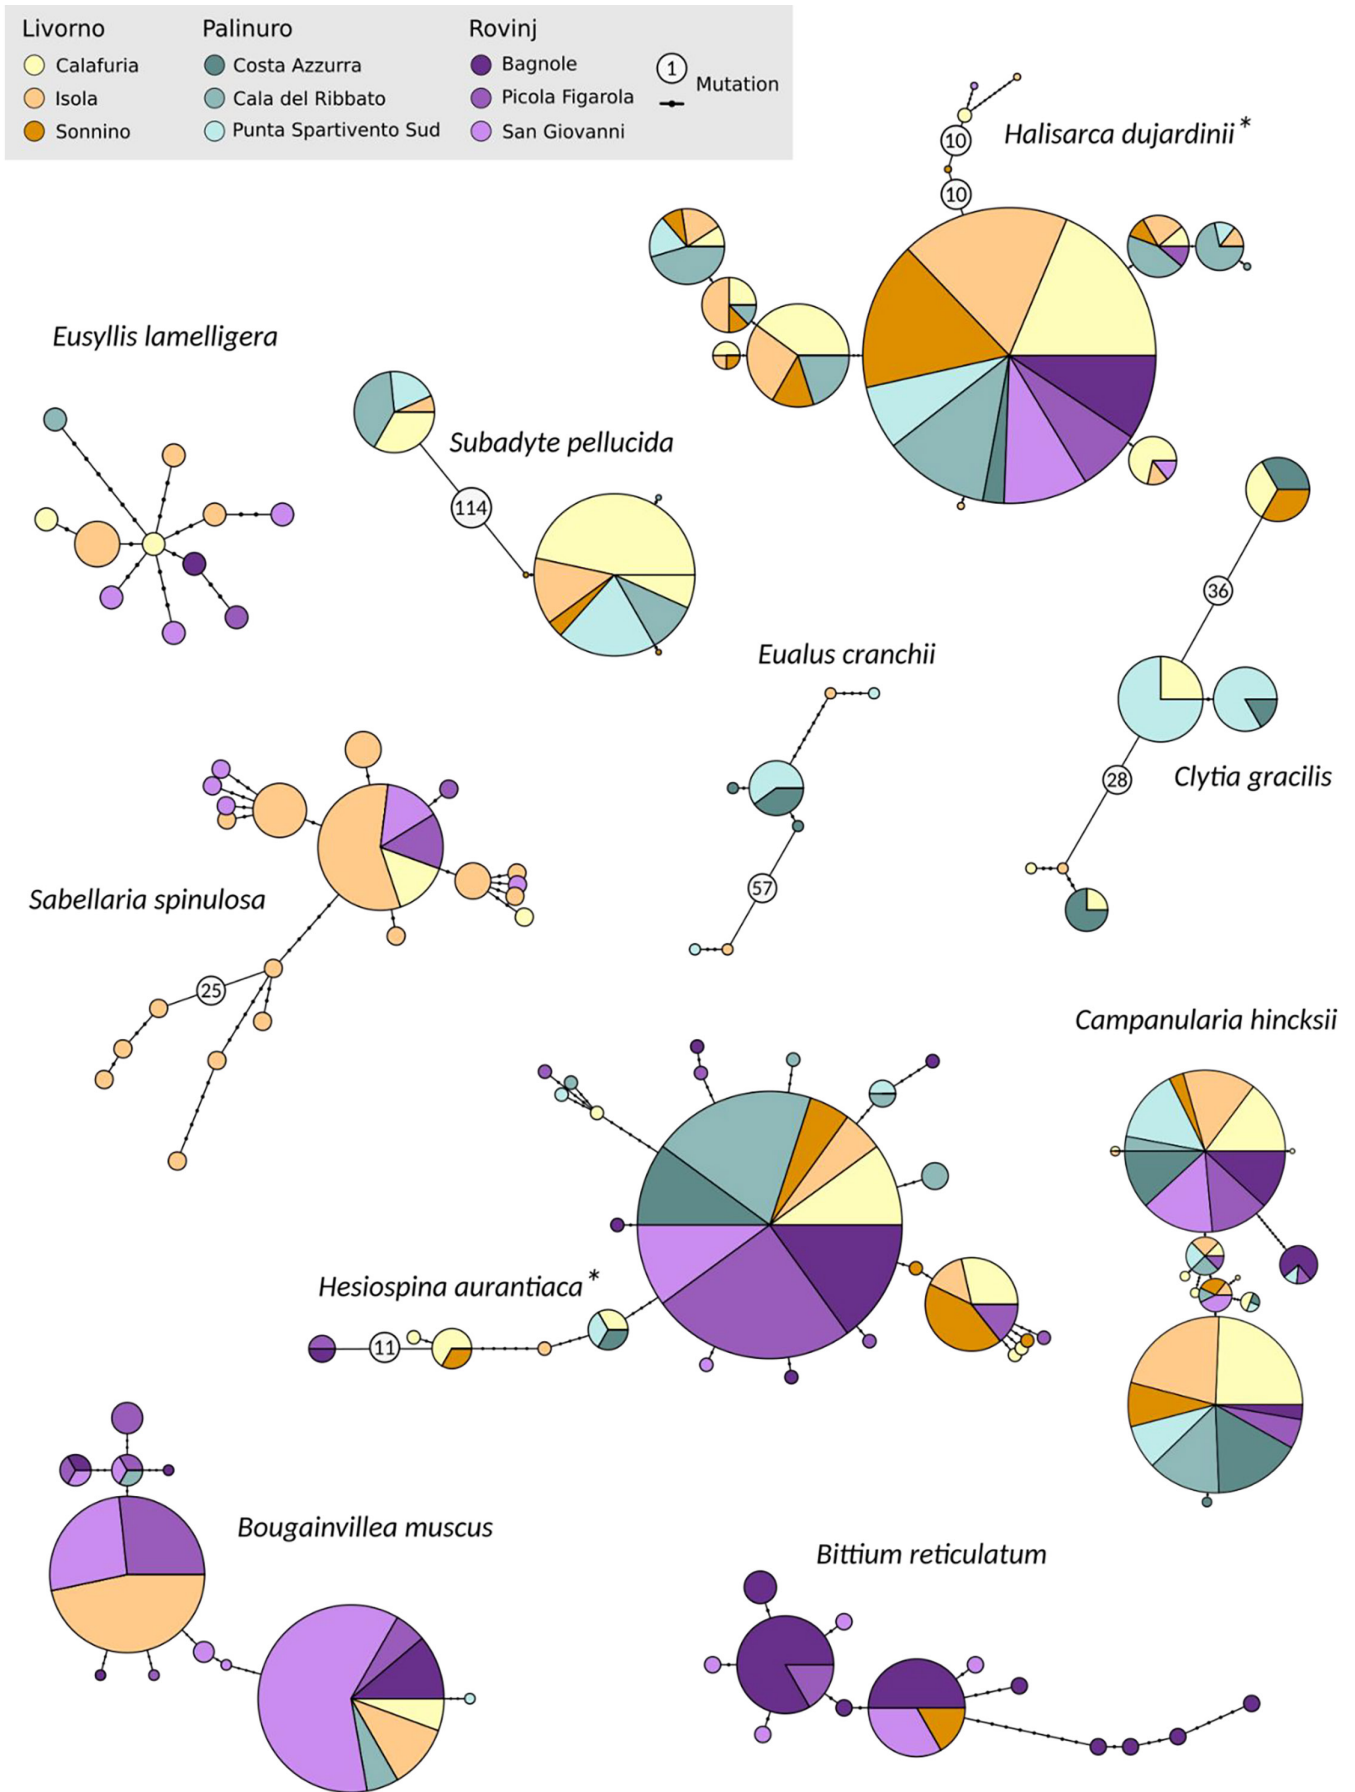 Livorno Palinuro Rovinj
Calafuria Costa Azzurra Bagnole 1 Mutation
Isola Cala del Ribbato Picola Figarola
Sonnino Punta Spartivento Sud San Giovanni
10
Halisarca dujardinii*
10
Eusyllis lamelligera
Subadyte pellucida
114
36
Eualus cranchii
Clytia gracilis
28
57
Sabellaria spinulosa
25
Campanularia hincksii
Hesiospina aurantiaca*
11
Bougainvillea muscus
Bittium reticulatum